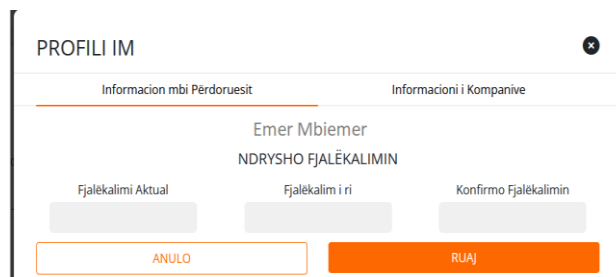 PROFILI IM
Informacion mbi Përdoruesit Informacioni i Kompanive
Emer Mbiemer
NDRYSHO FJALËKALIMIN
Fjalëkalimi Aktual Fjalëkalim i ri Konfirmo Fjalëkalimin
ANULO RUAJ